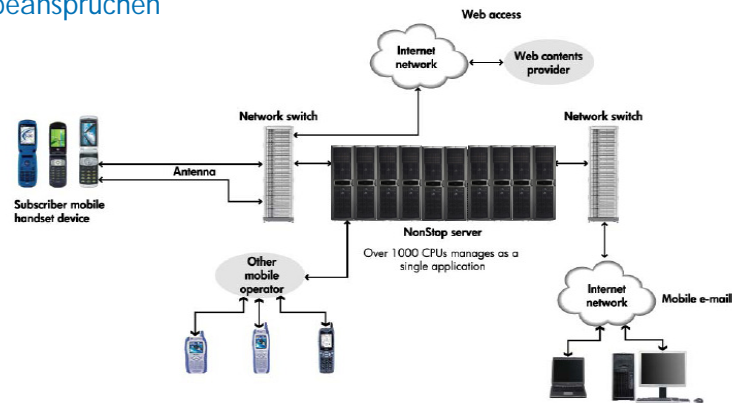 beanspruchen
Web access
Internet
network
Web contents
provider
Network switch
Network switch
Antenna
Subscriber mobile
handset device
NonStop server
Over 1000 CPUs manages as a
single application
Other
mobile
operator
Internet
network
Mobile e-mail